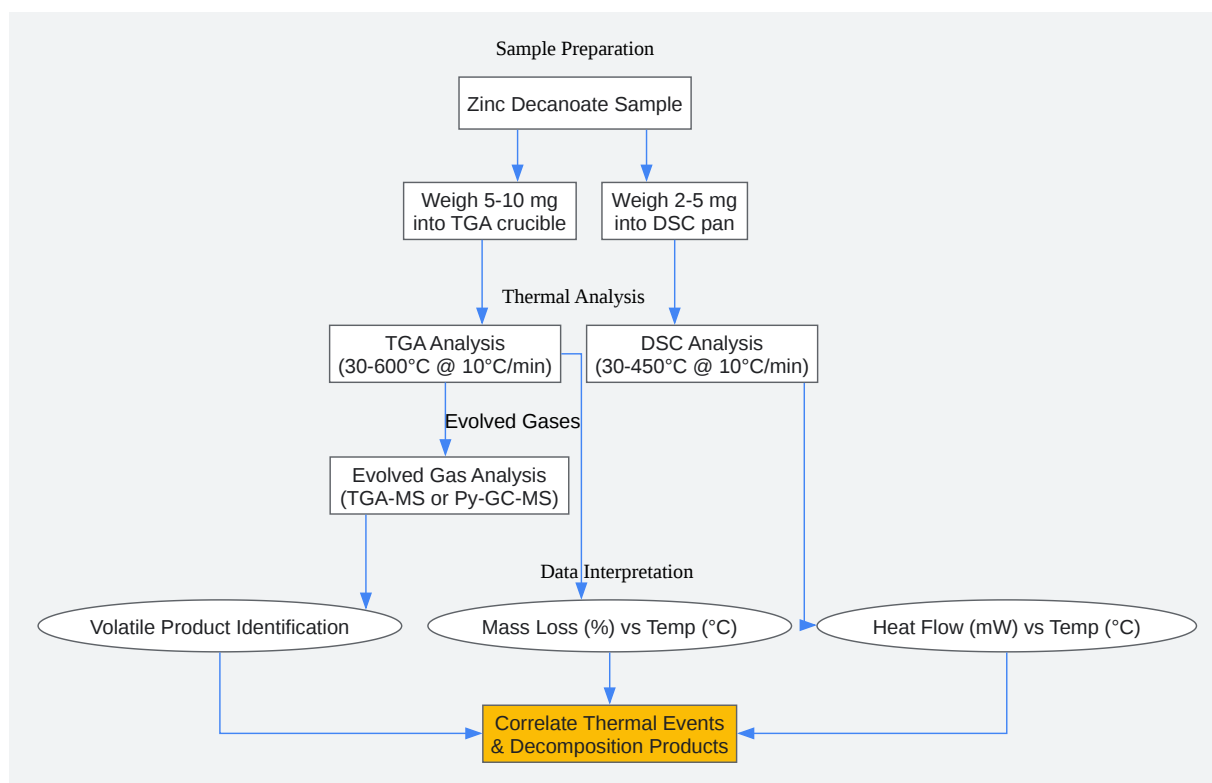 Sample Preparation
Zinc Decanoate Sample
Weigh 5-10 mg
into TGA crucible
Weigh 2-5 mg
into DSC pan
Thermal Analysis
TGA Analysis
(30-600°C @ 10°C/min)
DSC Analysis
(30-450°C @ 10°C/min)
Evolved Gases
Evolved Gas Analysis
(TGA-MS or Py-GC-MS)
Data Interpretation
Volatile Product Identification
Mass Loss (%) vs Temp (°C)
Heat Flow (mW) vs Temp (°C)
Correlate Thermal Events
& Decomposition Products